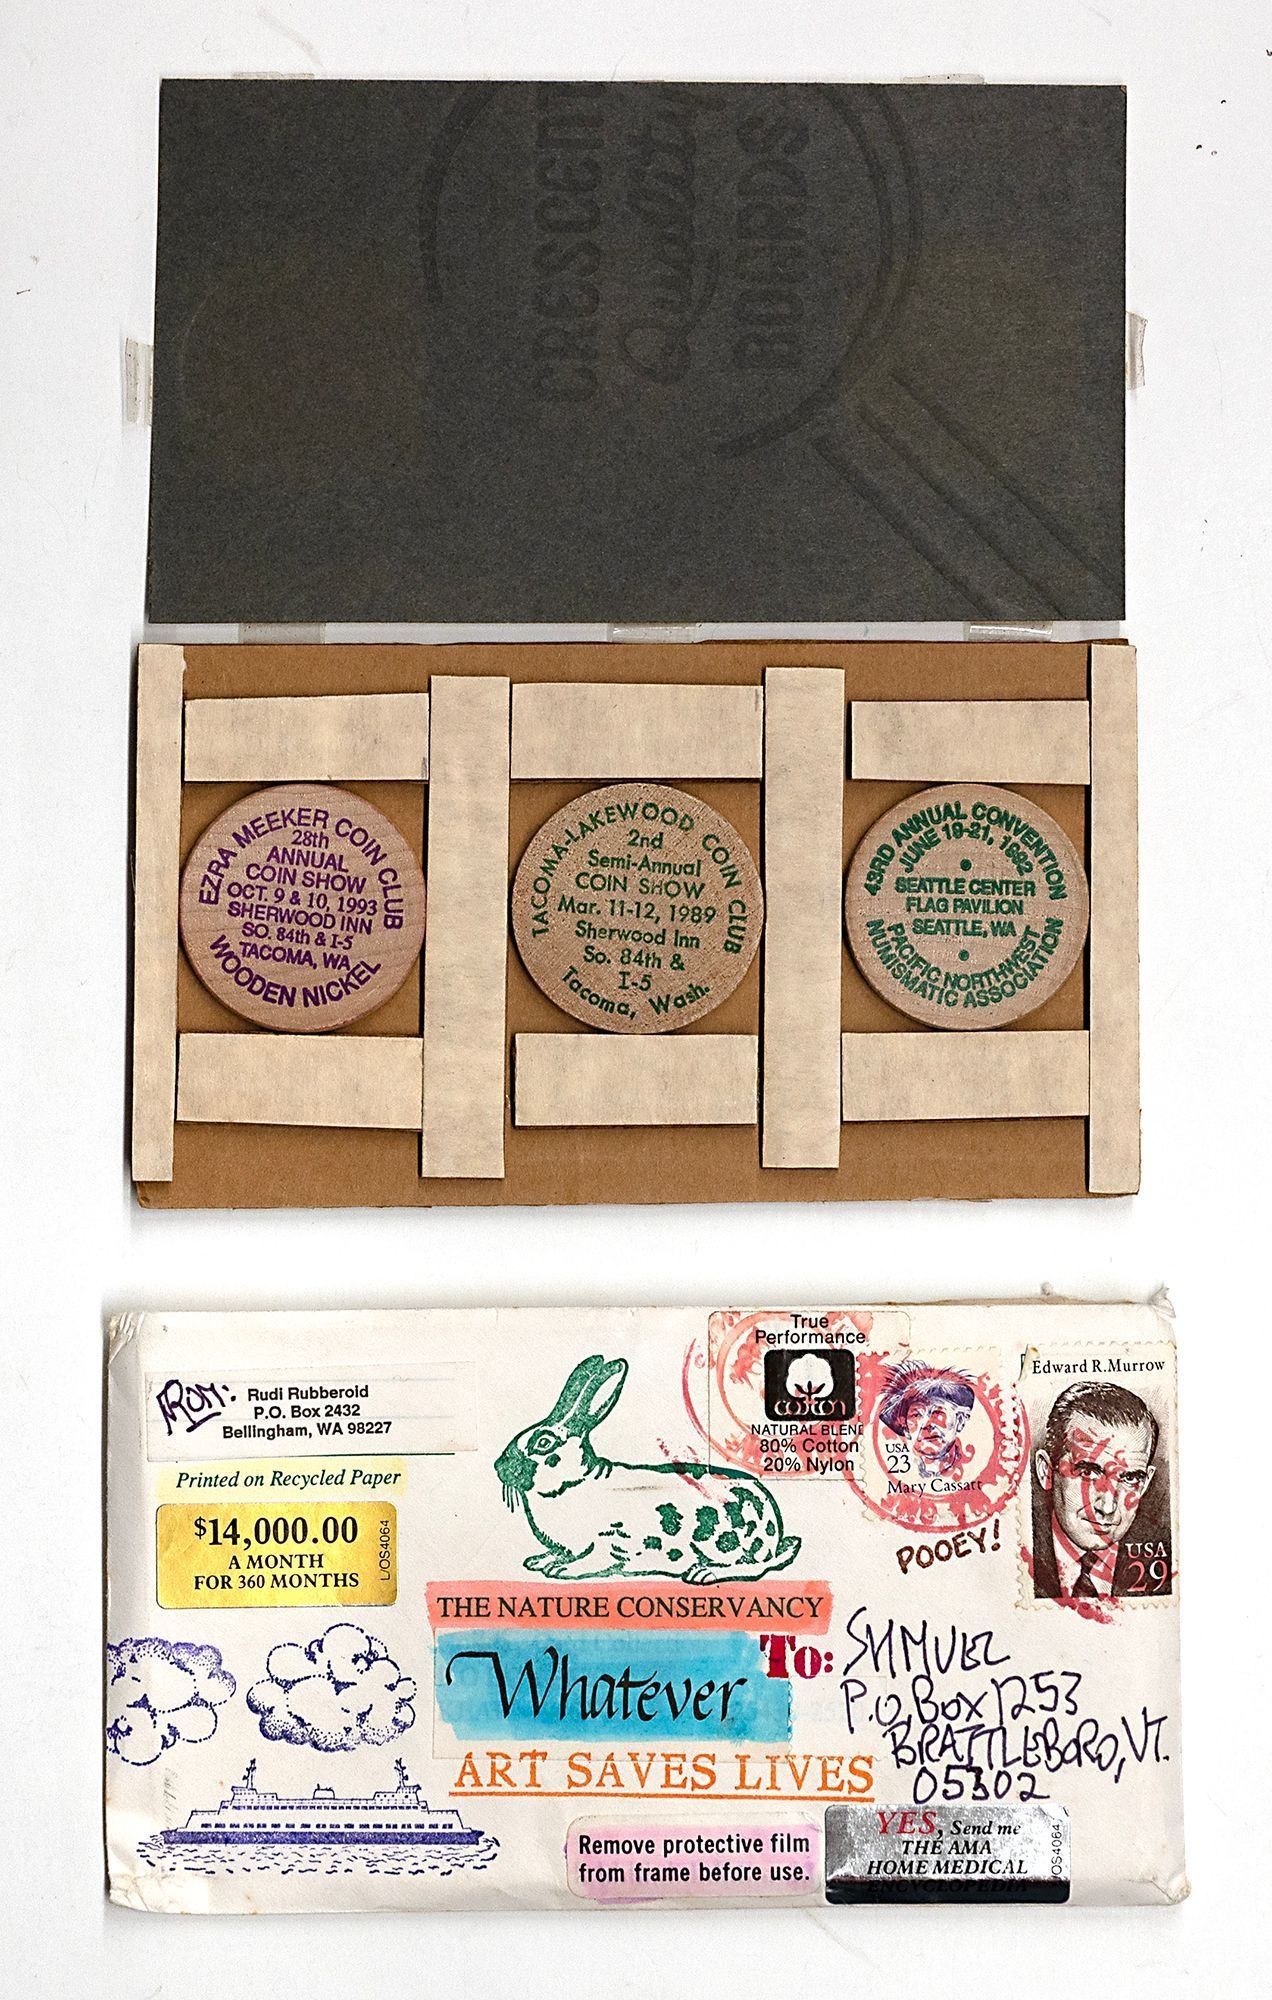 CRESCENT
Quality
BOARDS
EZRA MEEKER COIN CLUB
28th
ANNUAL
COIN SHOW
OCT. 9 & 10, 1993
SHERWOOD INN
SO. 84th & I-5
TACOMA, WA
WOODEN NICKEL
TACOMA-LAKEWOOD COIN CLUB
2nd
Semi-Annual
COIN SHOW
Mar. 11-12, 1989
Sherwood Inn
So. 84th &
I-5
Tacoma, Wash.
43RD ANNUAL CONVENTION
JUNE 19-21, 1992
SEATTLE CENTER
FLAG PAVILION
SEATTLE, WA
PACIFIC NORTHWEST
NUMISMATIC ASSOCIATION
FROM:
Rudi Rubberoid
P.O. Box 2432
Bellingham, WA 98227
Printed on Recycled Paper
$14,000.00
A MONTH
FOR 360 MONTHS
L/OS4064
True
Performance
cotton
NATURAL BLEND
80% Cotton
20% Nylon
USA
23
Mary Cassatt
Edward R. Murrow
USA
29
POOEY!
THE NATURE CONSERVANCY
Whatever
ART SAVES LIVES
To:
SHMUEL
P.O. Box 1253
BRATTLEBORO, VT.
05302
Remove protective film
from frame before use.
YES, Send me
THE AMA
HOME MEDICAL
ENCYCLOPEDIA
/OS4064